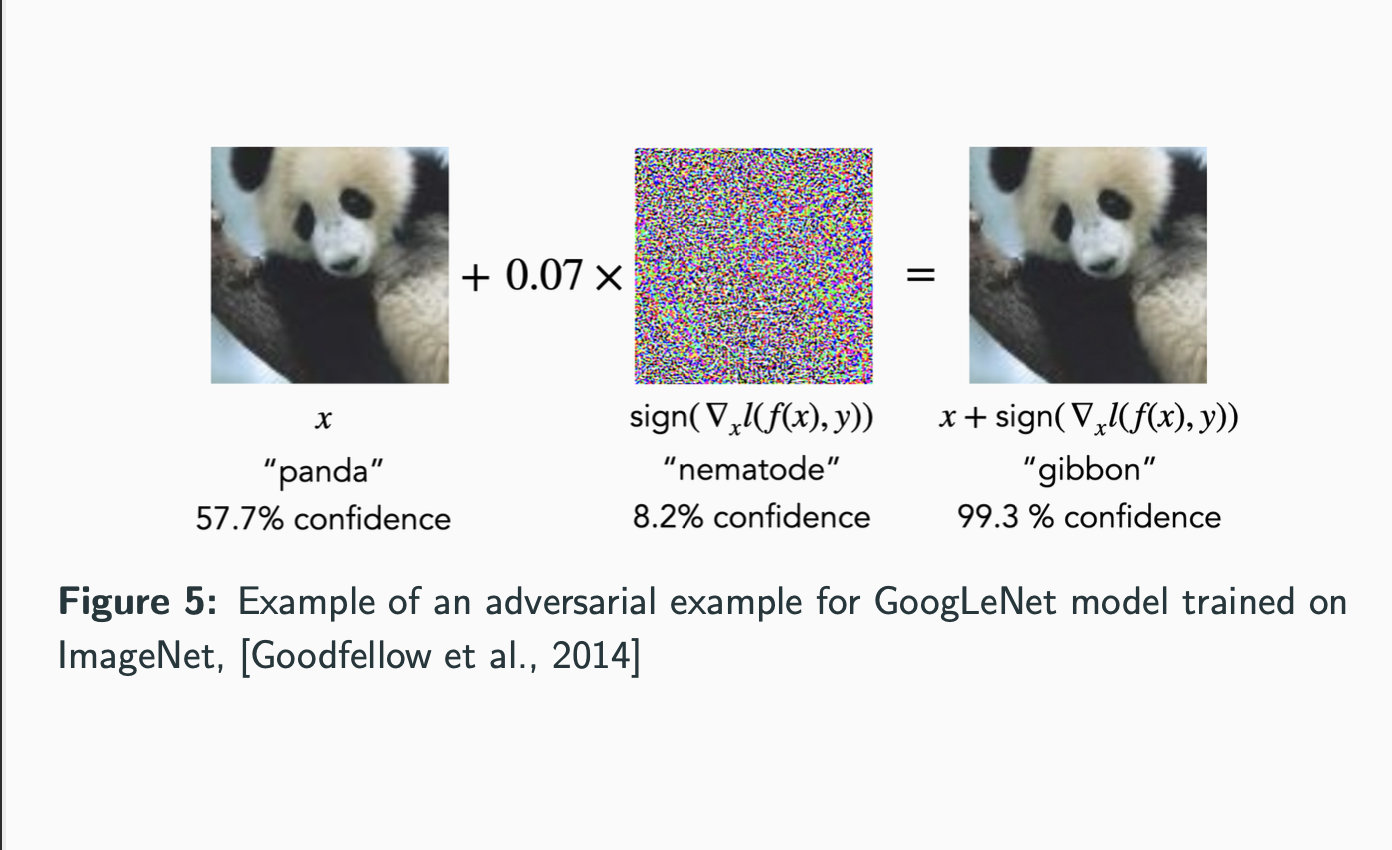 + 0.07 ×
=
x
sign(∇ₓl(f(x), y))
x + sign(∇ₓl(f(x), y))
“panda”
“nematode”
“gibbon”
57.7% confidence
8.2% confidence
99.3 % confidence
Figure 5: Example of an adversarial example for GoogLeNet model trained on
ImageNet, [Goodfellow et al., 2014]